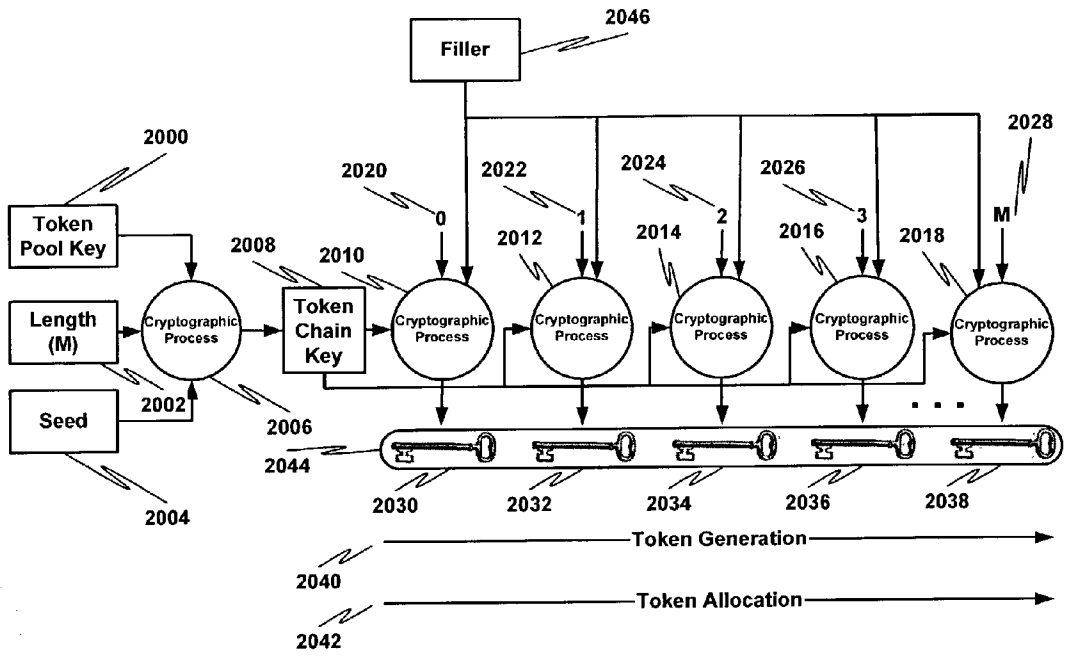 2046
Filler
2000
2020
2022
2024
2026
2028
0
1
2
3
M
Token
Pool Key
2008
2010
2012
2014
2016
2018
Length
(M)
Cryptographic
Process
Token
Chain
Key
Cryptographic
Process
Cryptographic
Process
Cryptographic
Process
Cryptographic
Process
Cryptographic
Process
2002
Seed
2006
. . .
2044
2004
2030
2032
2034
2036
2038
Token Generation
2040
Token Allocation
2042